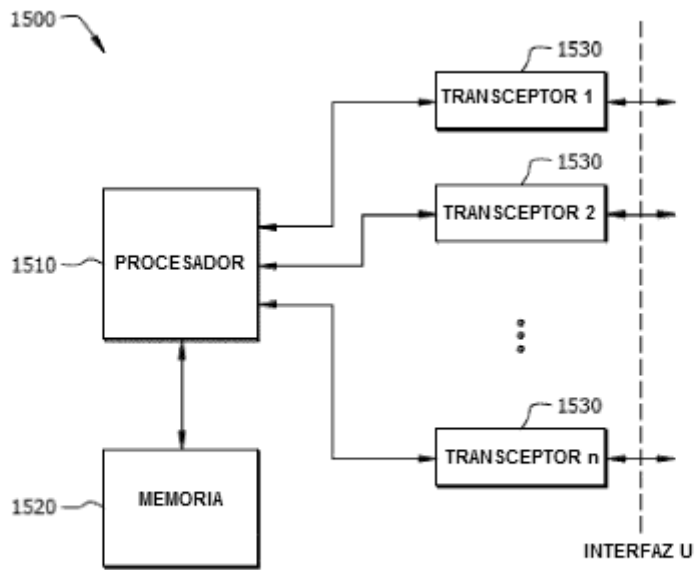 1500
1530
TRANSCEPTOR 1
1530
TRANSCEPTOR 2
1510
PROCESADOR
1530
TRANSCEPTOR n
1520
MEMORIA
INTERFAZ U